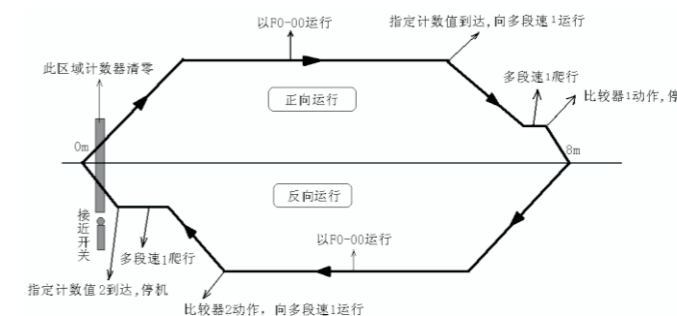 以F0-00运行
指定计数值到达,向多段速1运行
此区域计数器清零
多段速1爬行
正向运行
比较器1动作,停
0m
8m
反向运行
接近开关
以F0-00运行
多段速1爬行
指定计数值2到达,停机
比较器2动作，向多段速1运行